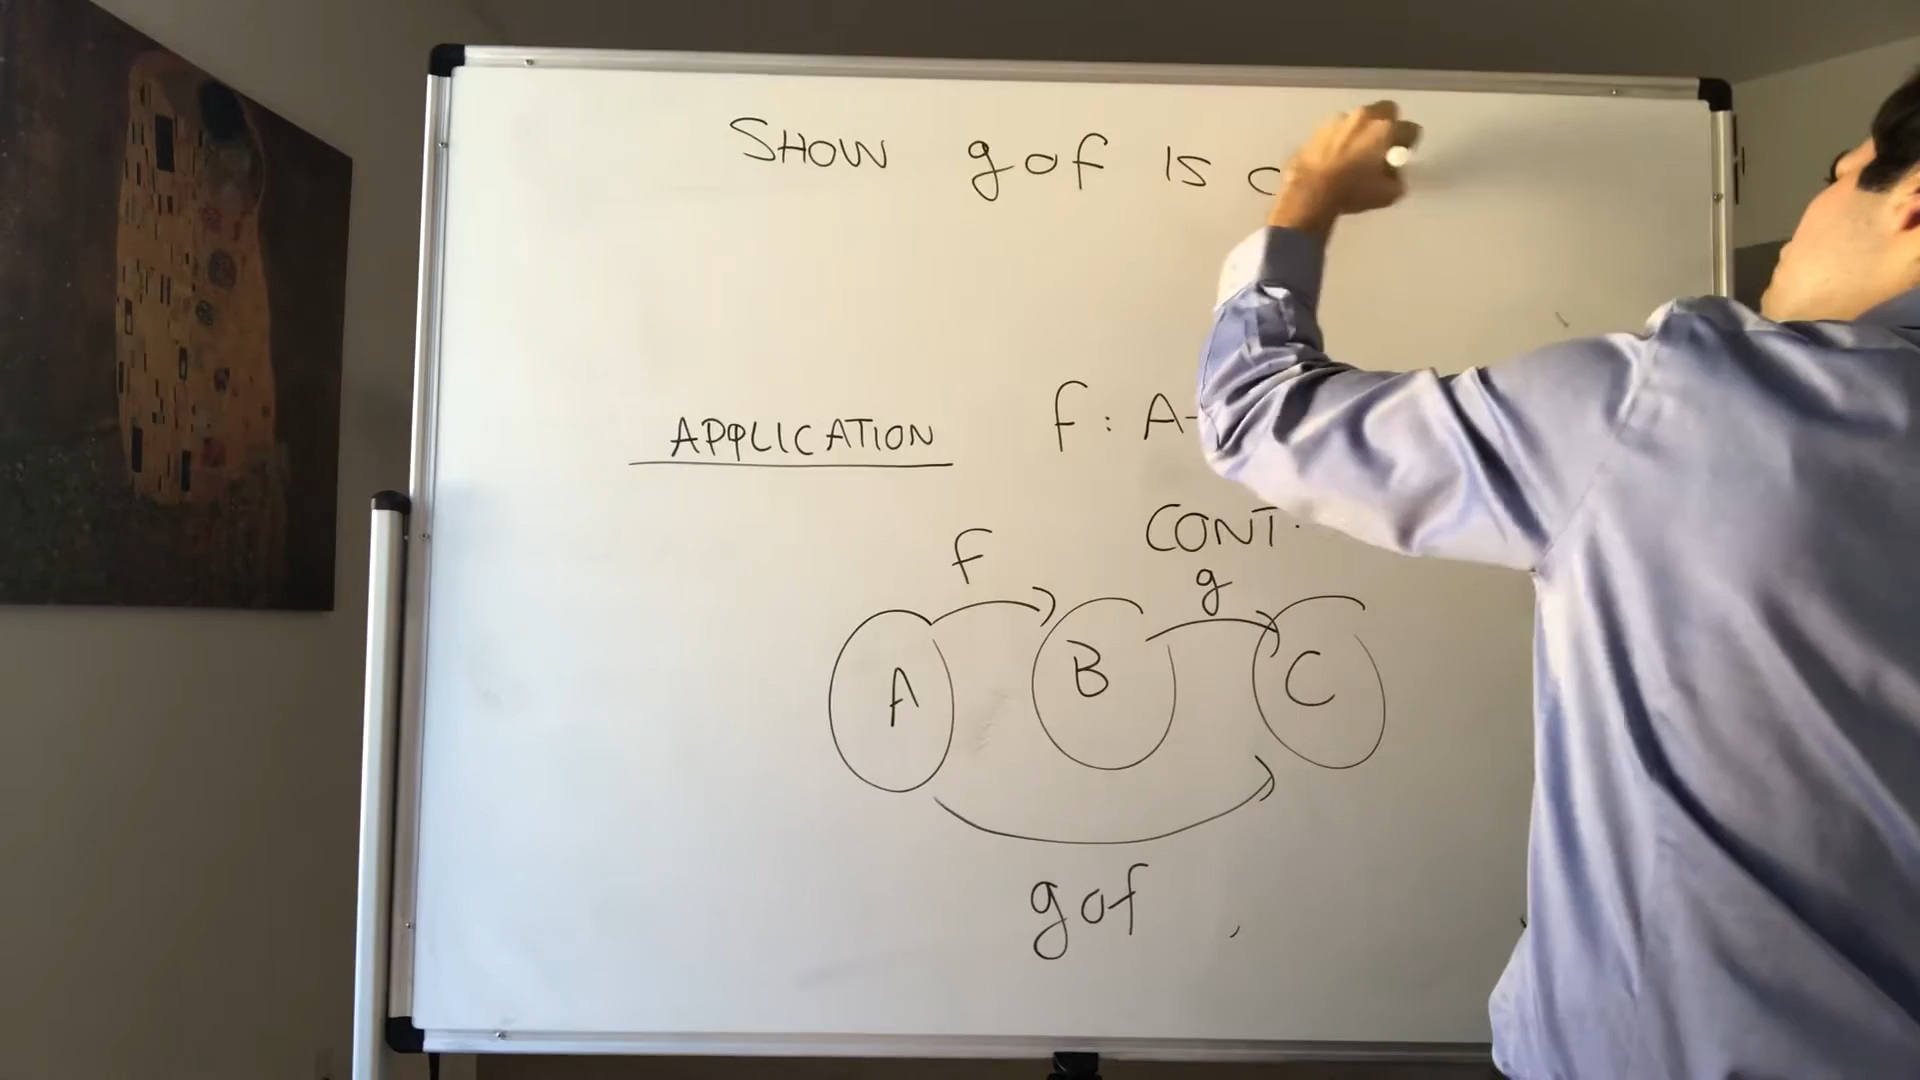 SHOW gof IS C
APPLICATION f: A-
CONT.
f g
A B C
gof